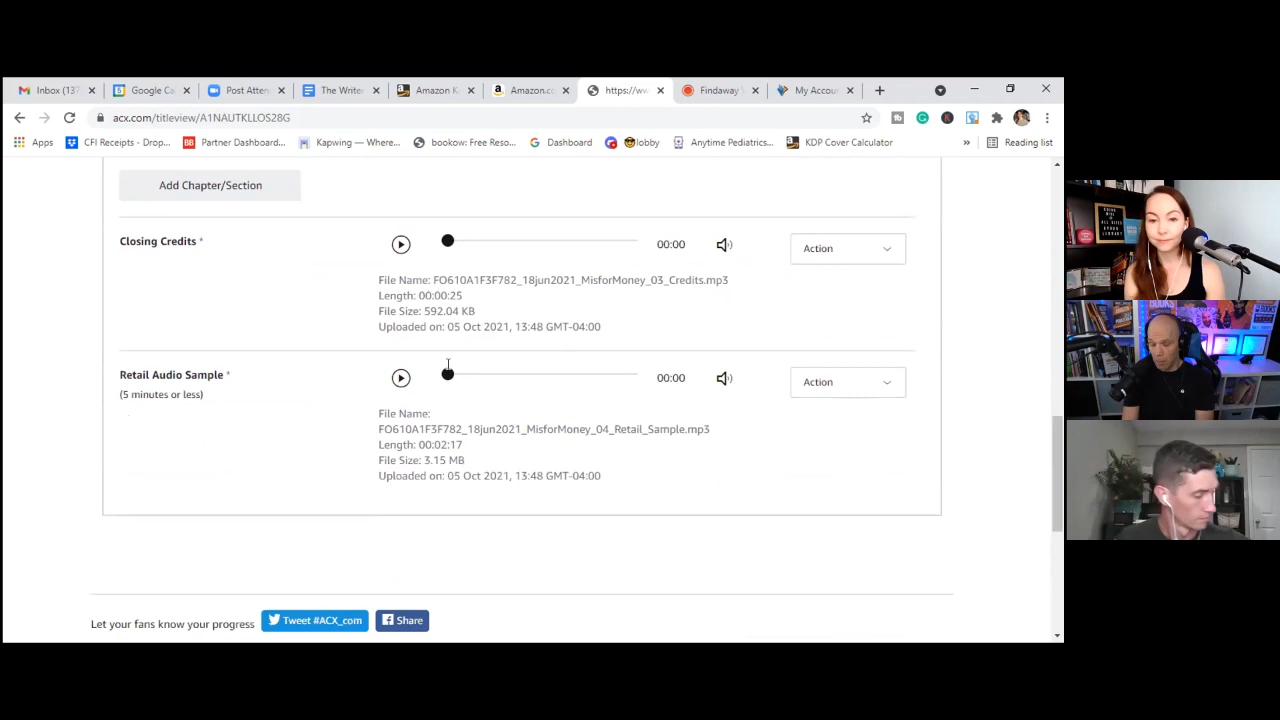 Inbox (137
Google Ca
Post Atten
The Writer
Amazon K
Amazon.c
https://ww
Findaway
My Accou
acx.com/titleview/A1NAUTKLLOS28G
Apps
CFI Receipts - Drop...
BB Partner Dashboard...
Kapwing — Where...
bookow: Free Reso...
Dashboard
lobby
Anytime Pediatrics...
KDP Cover Calculator
»
Reading list
Add Chapter/Section
Closing Credits *
00:00
Action
File Name: FO610A1F3F782_18jun2021_MisforMoney_03_Credits.mp3
Length: 00:00:25
File Size: 592.04 KB
Uploaded on: 05 Oct 2021, 13:48 GMT-04:00
Retail Audio Sample *
(5 minutes or less)
00:00
Action
File Name:
FO610A1F3F782_18jun2021_MisforMoney_04_Retail_Sample.mp3
Length: 00:02:17
File Size: 3.15 MB
Uploaded on: 05 Oct 2021, 13:48 GMT-04:00
Let your fans know your progress
Tweet #ACX_com
Share